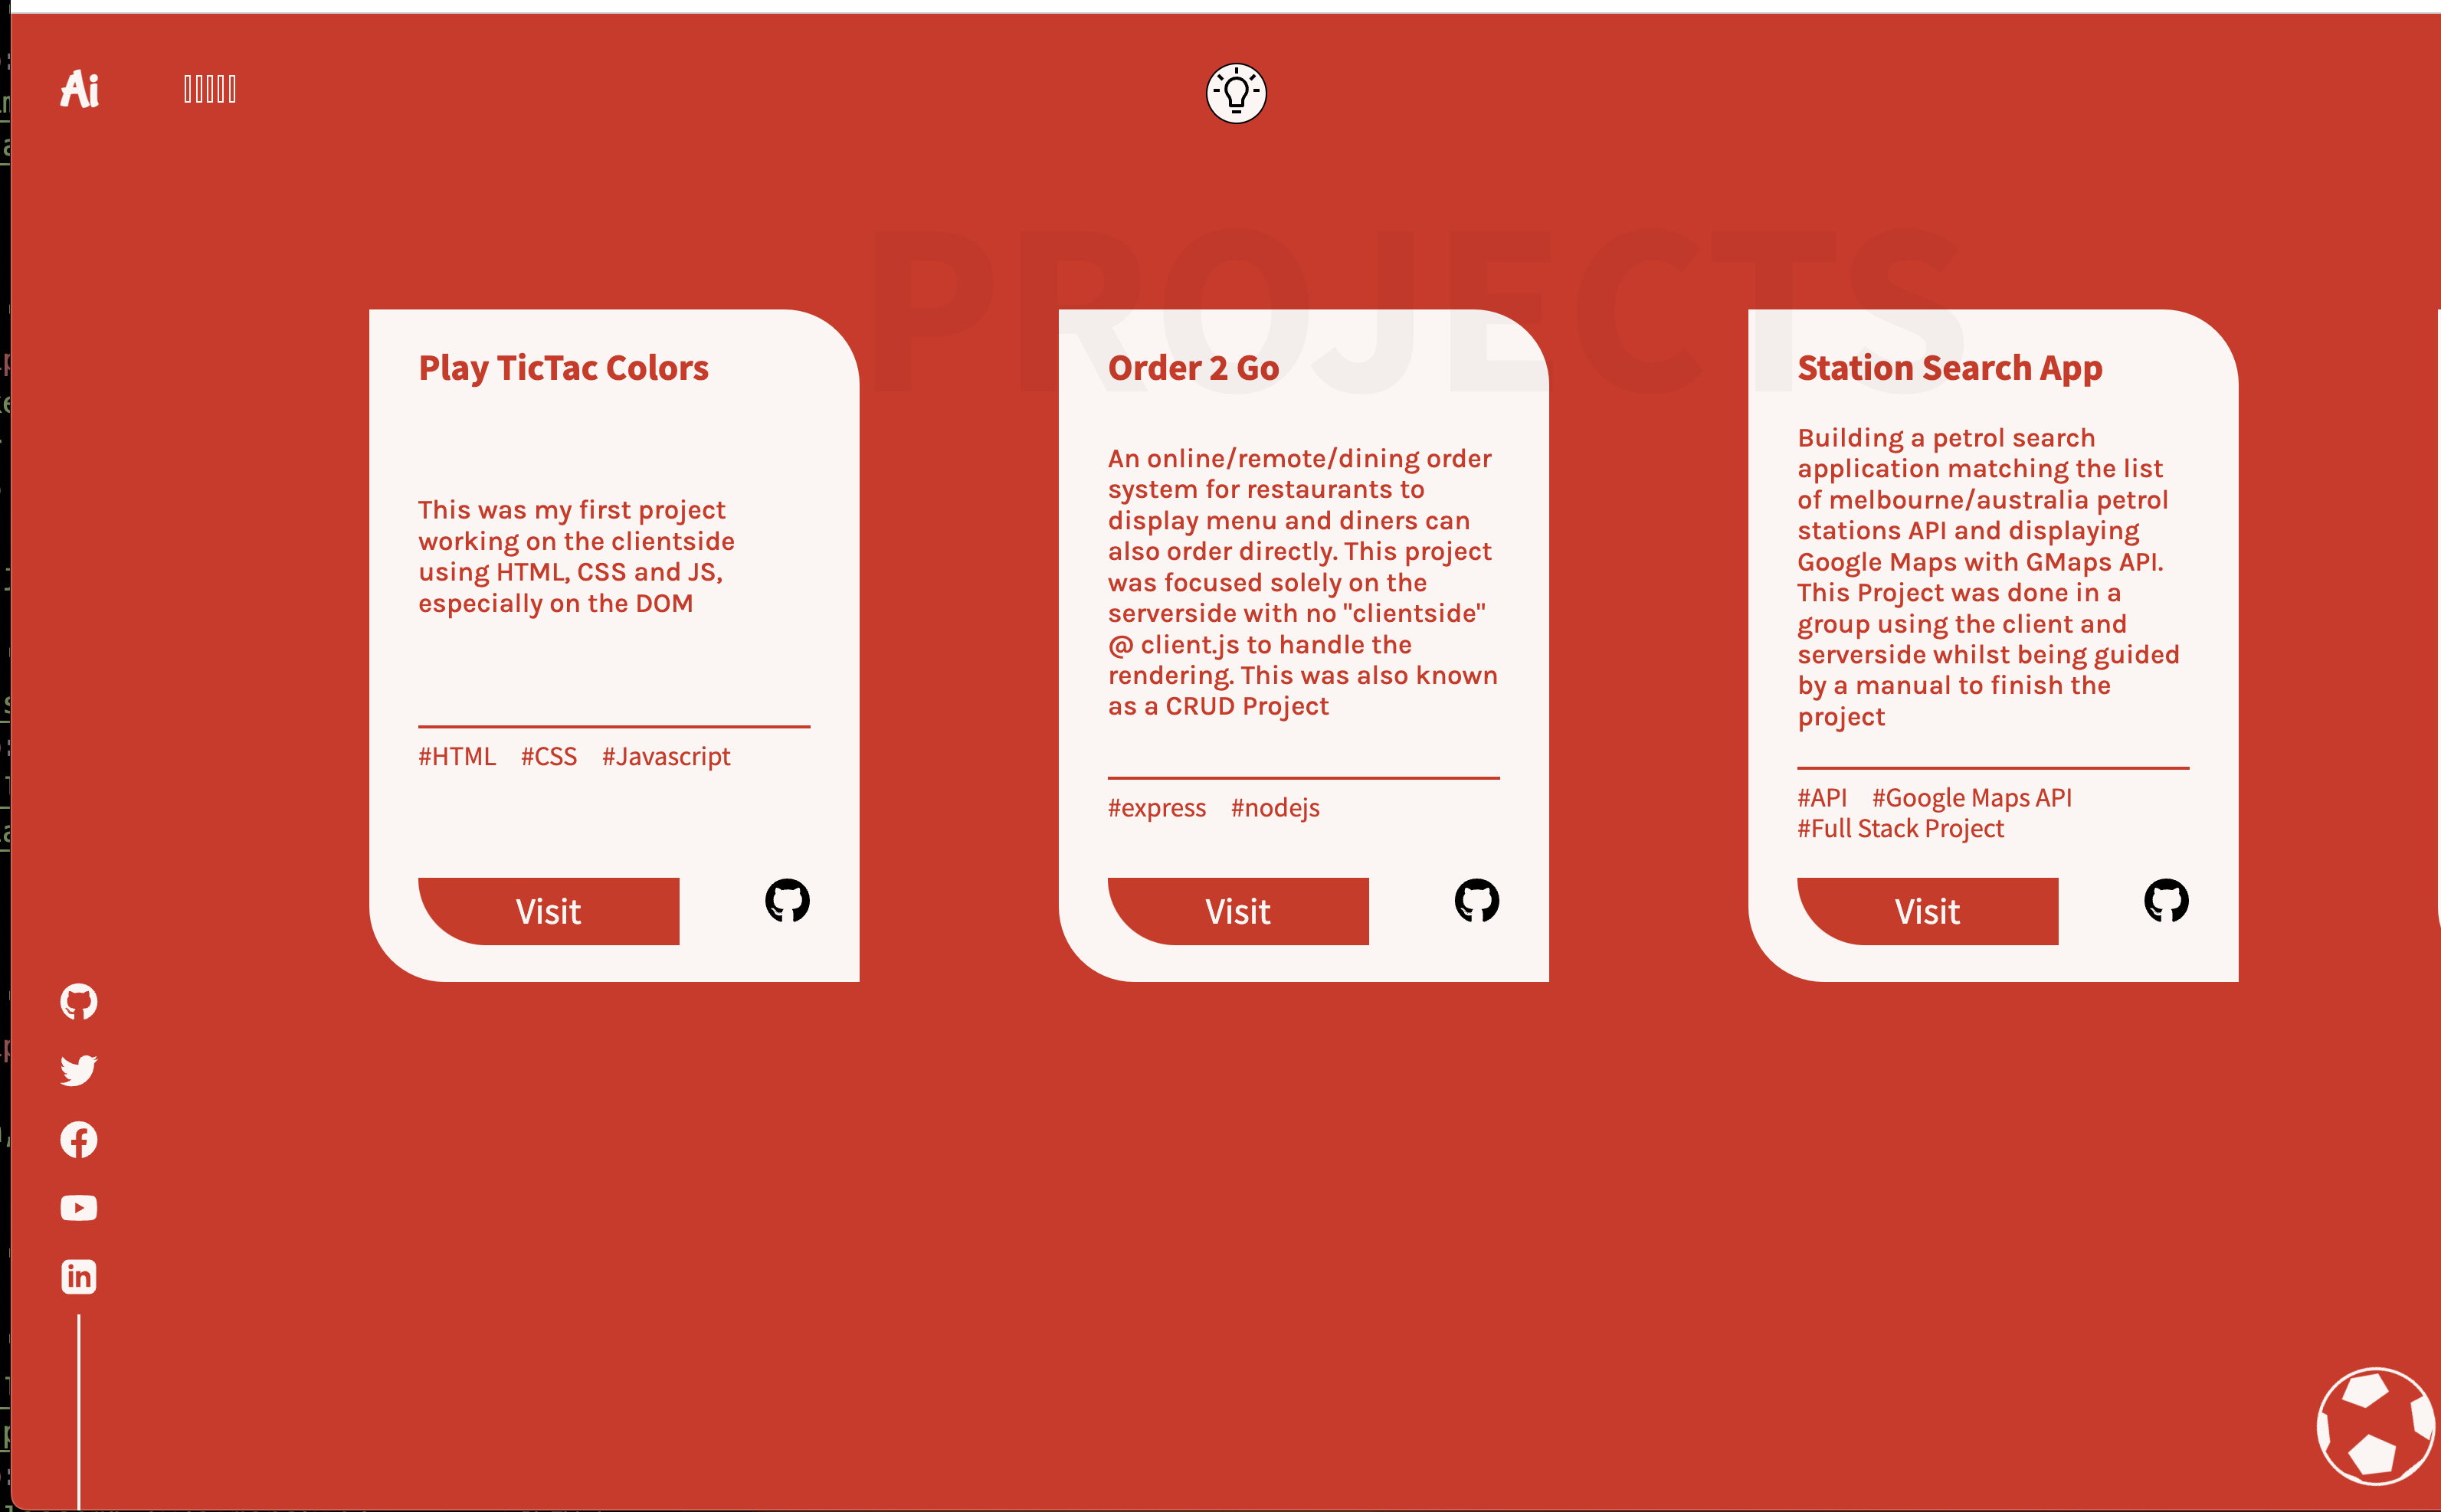 Ai
PROJECTS
Play TicTac Colors
This was my first project
working on the clientside
using HTML, CSS and JS,
especially on the DOM
#HTML #CSS #Javascript
Visit
Order 2 Go
An online/remote/dining order
system for restaurants to
display menu and diners can
also order directly. This project
was focused solely on the
serverside with no "clientside"
@ client.js to handle the
rendering. This was also known
as a CRUD Project
#express #nodejs
Visit
Station Search App
Building a petrol search
application matching the list
of melbourne/australia petrol
stations API and displaying
Google Maps with GMaps API.
This Project was done in a
group using the client and
serverside whilst being guided
by a manual to finish the
project
#API #Google Maps API
#Full Stack Project
Visit
in